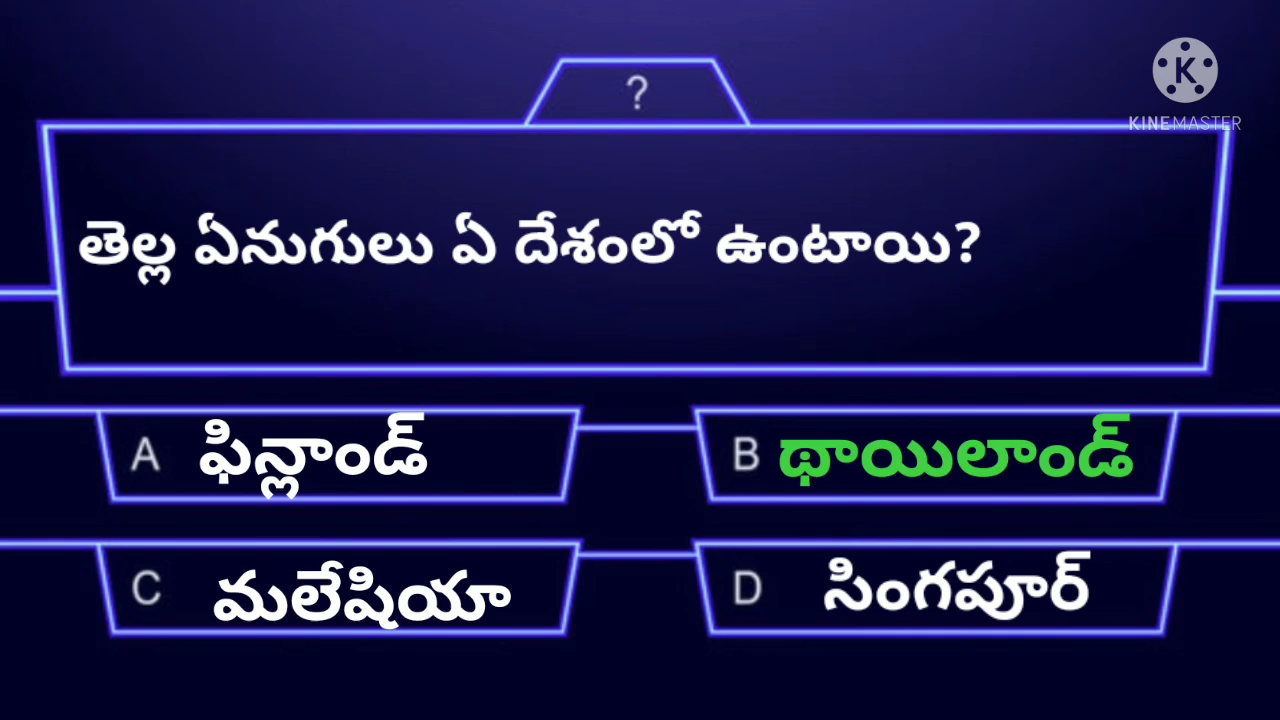 ?
KINEMASTER
తెల్ల ఏనుగులు ఏ దేశంలో ఉంటాయి?
A ఫిన్లాండ్
B థాయిలాండ్
C మలేషియా
D సింగపూర్